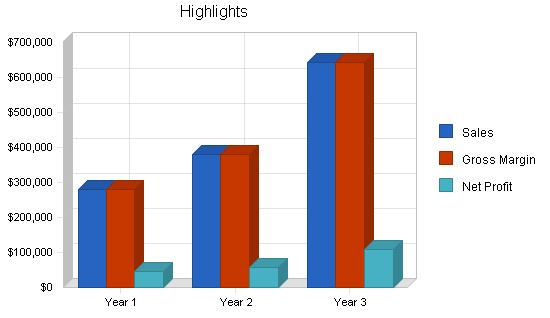 Highlights
$700,000
$600,000
$500,000
$400,000
$300,000
$200,000
$100,000
$0
Year 1 Year 2 Year 3
Sales
Gross Margin
Net Profit